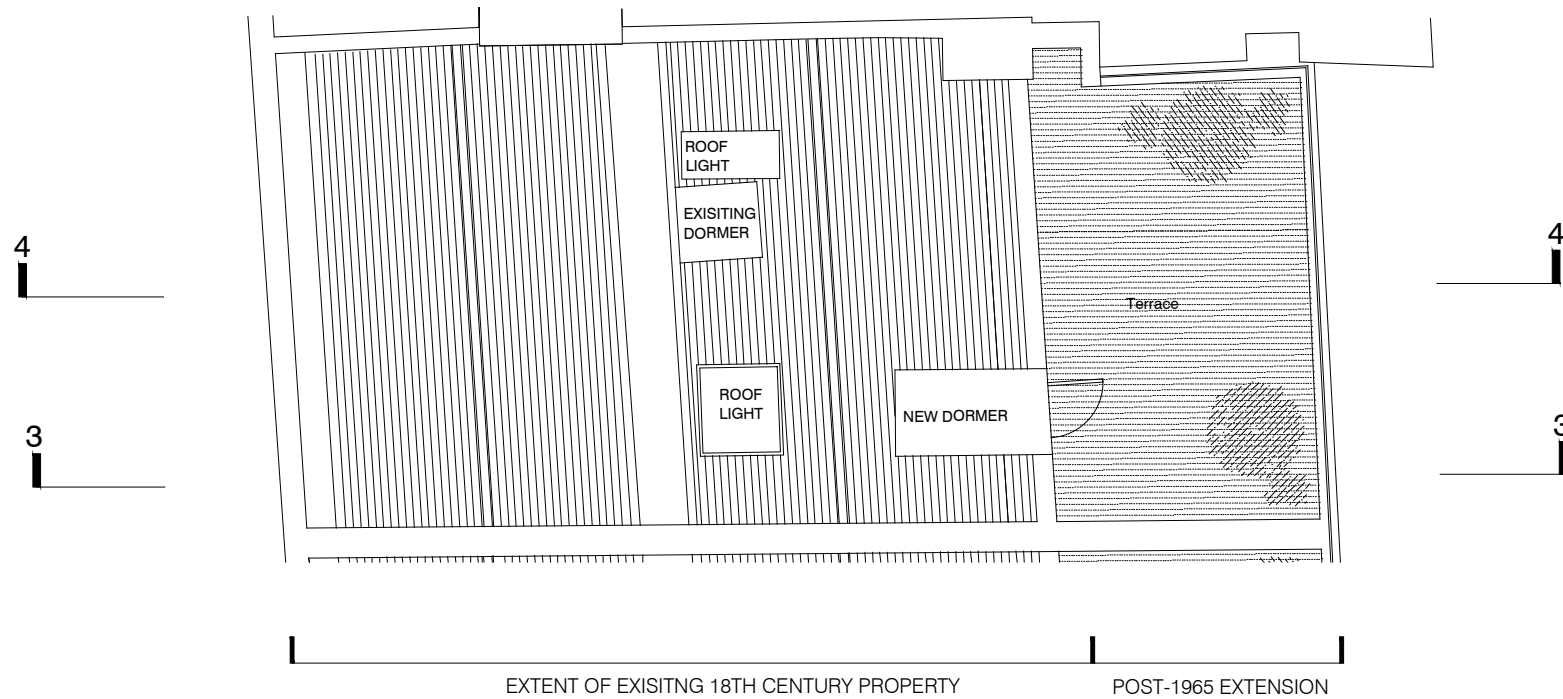 ROOF
LIGHT
EXISITING
DORMER
4
4
Terrace
ROOF
LIGHT
NEW DORMER
3
3
EXTENT OF EXISITNG 18TH CENTURY PROPERTY
POST-1965 EXTENSION